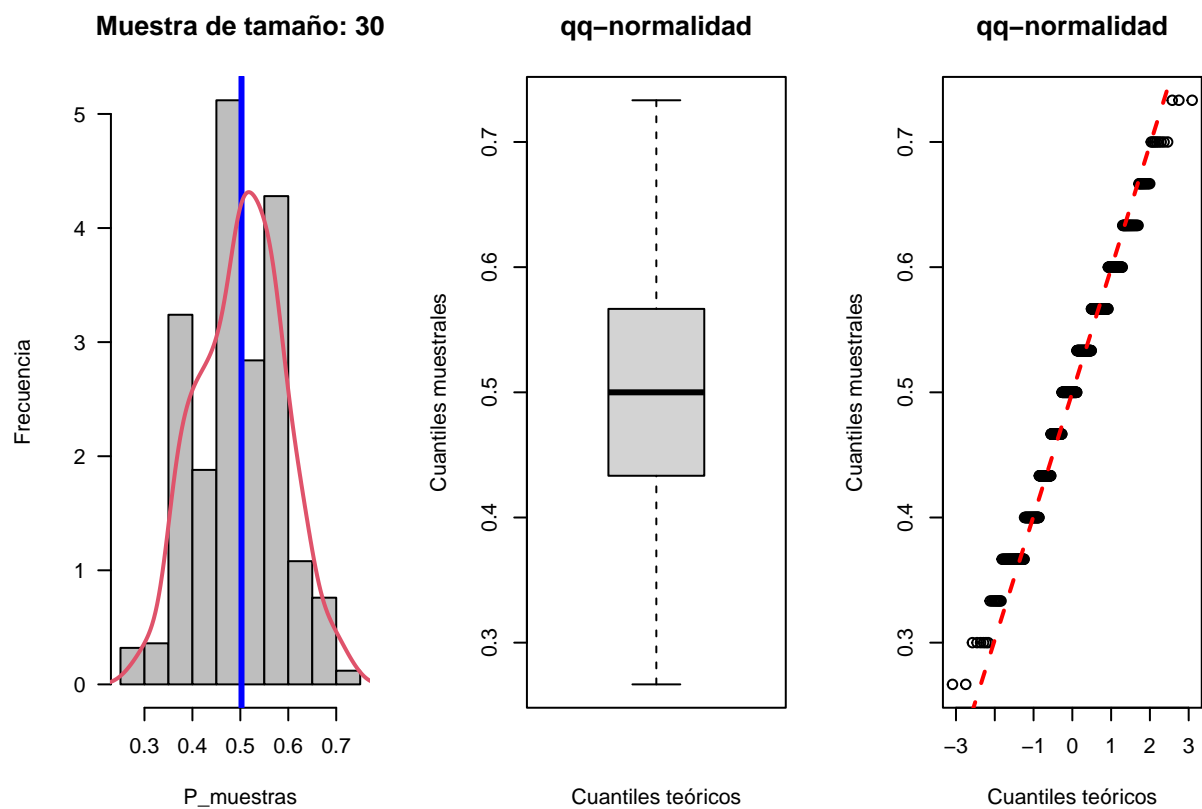 Muestra de tamaño: 30
Frecuencia
0
1
2
3
4
5
0.3 0.4 0.5 0.6 0.7
P_muestras
qq−normalidad
Cuantiles muestrales
0.3
0.4
0.5
0.6
0.7
Cuantiles teóricos
qq−normalidad
Cuantiles muestrales
0.3
0.4
0.5
0.6
0.7
−3 −1 0 1 2 3
Cuantiles teóricos